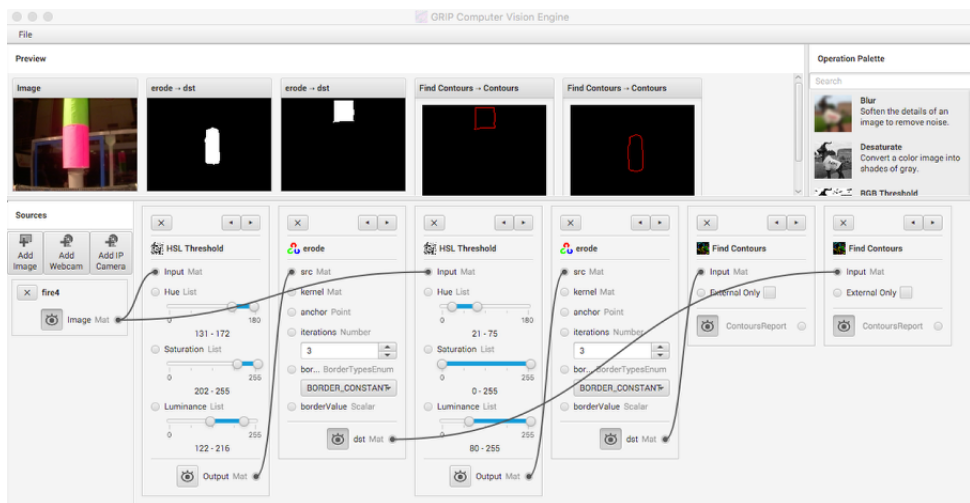 GRIP Computer Vision Engine
File
Preview
Operation Palette
Image
erode → dst
erode → dst
Find Contours → Contours
Find Contours → Contours
Search
Blur
Soften the details of an
image to remove noise.
Desaturate
Convert a color image into
shades of gray.
RGB Threshold
Sources
Add
Image
Add
Webcam
Add IP
Camera
fire4
Image Mat
HSL Threshold
Input Mat
Hue List
0 180
131 - 172
Saturation List
0 255
202 - 255
Luminance List
0 255
122 - 216
Output Mat
erode
src Mat
kernel Mat
anchor Point
iterations Number
3
bor... BorderTypesEnum
BORDER_CONSTANT
borderValue Scalar
dst Mat
HSL Threshold
Input Mat
Hue List
0 180
21 - 75
Saturation List
0 255
0 - 255
Luminance List
0 255
80 - 255
Output Mat
erode
src Mat
kernel Mat
anchor Point
iterations Number
3
bor... BorderTypesEnum
BORDER_CONSTANT
borderValue Scalar
dst Mat
Find Contours
Input Mat
External Only
ContoursReport
Find Contours
Input Mat
External Only
ContoursReport